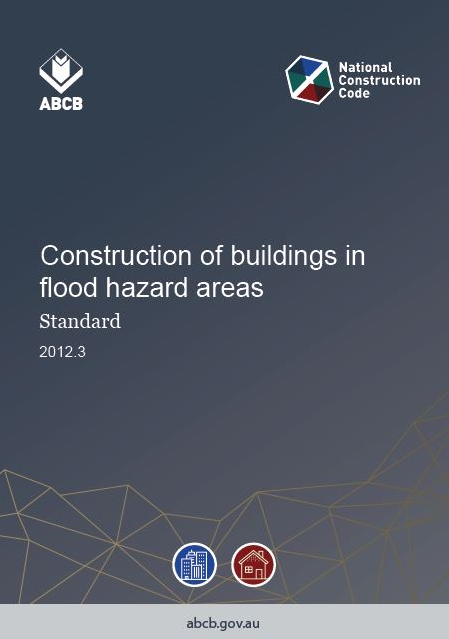 ABCB
National
Construction
Code
Construction of buildings in
flood hazard areas
Standard
2012.3
abcb.gov.au